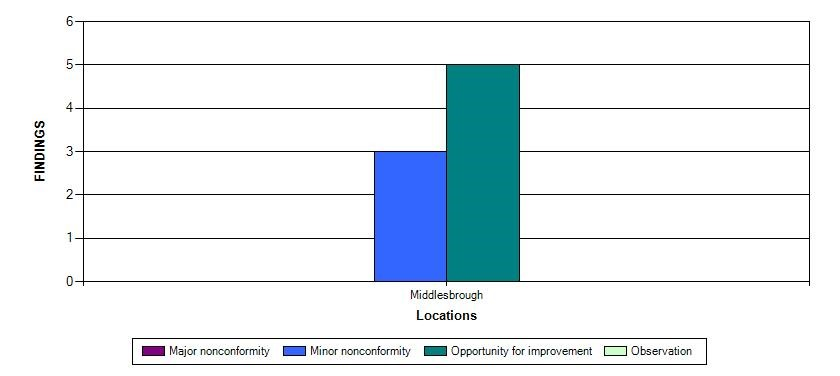 6
5
4
3
2
1
0
FINDINGS
Middlesbrough
Locations
Major nonconformity Minor nonconformity Opportunity for improvement Observation